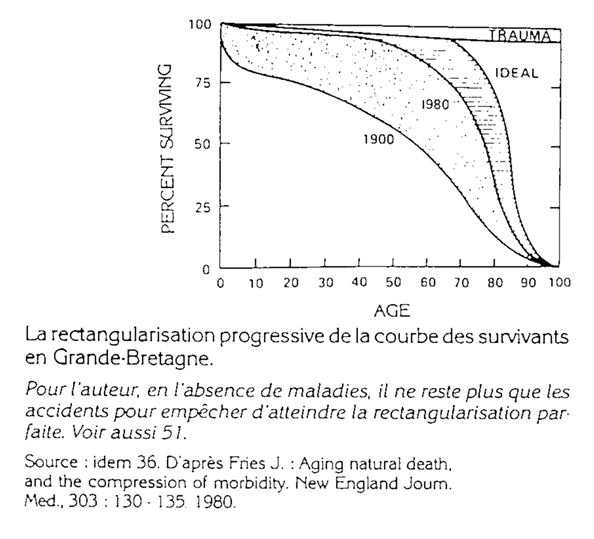 100
75
50
25
0
PERCENT SURVIVING
TRAUMA
IDEAL
1980
1900
0 10 20 30 40 50 60 70 80 90 100
AGE
La rectangularisation progressive de la courbe des survivants
en Grande-Bretagne.
Pour l'auteur, en l'absence de maladies, il ne reste plus que les
accidents pour empêcher d'atteindre la rectangularisation par-
faite. Voir aussi 51.
Source : idem 36. D'après Fries J. : Aging natural death,
and the compression of morbidity. New England Journ.
Med., 303 : 130 - 135. 1980.